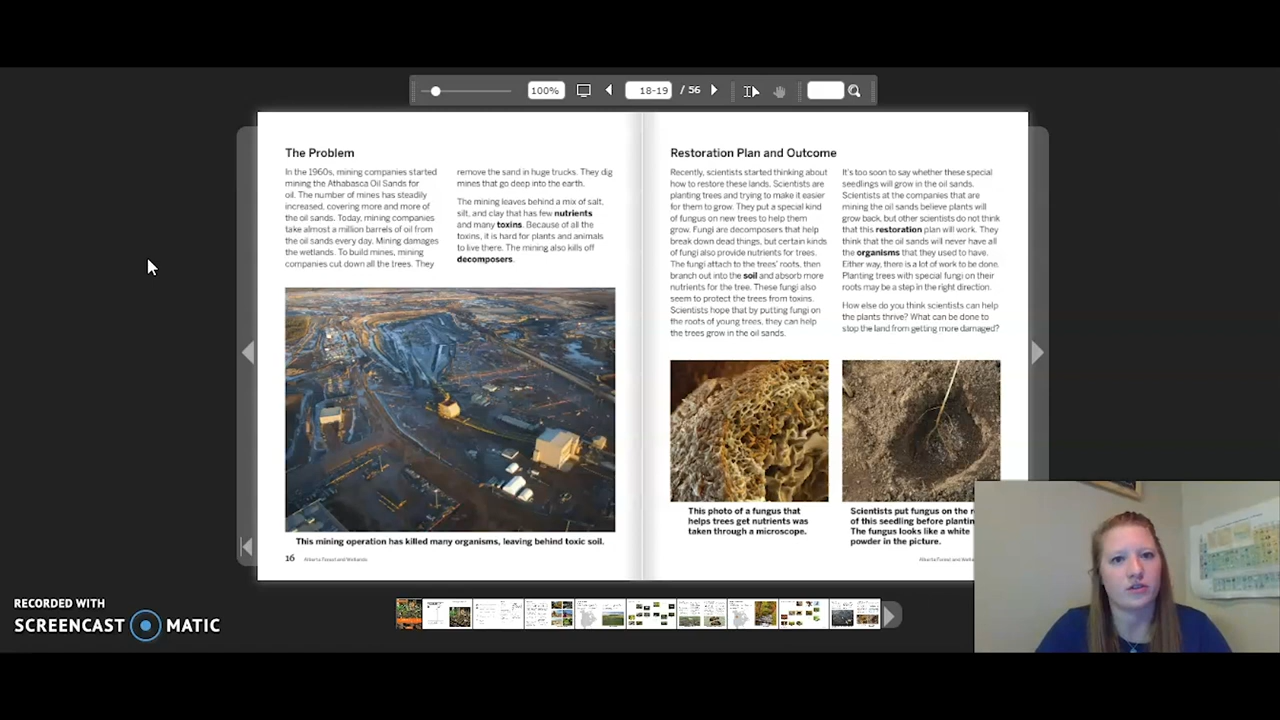 100%
18-19
/ 56
The Problem
In the 1960s, mining companies started
mining the Athabasca Oil Sands for
oil. The number of mines has steadily
increased, covering more and more of
the oil sands. Today, mining companies
take almost a million barrels of oil from
the oil sands every day. Mining damages
the wetlands. To build mines, mining
companies cut down all the trees. They
remove the sand in huge trucks. They dig
mines that go deep into the earth.
The mining leaves behind a mix of salt,
silt, and clay that has few nutrients
and many toxins. Because of all the
toxins, it is hard for plants and animals
to live there. The mining also kills off
decomposers.
This mining operation has killed many organisms, leaving behind toxic soil.
16
Alberta Forest and Wetlands
Restoration Plan and Outcome
Recently, scientists started thinking about
how to restore these lands. Scientists are
planting trees and trying to make it easier
for them to grow. They put a special kind
of fungus on new trees to help them
grow. Fungi are decomposers that help
break down dead things, but certain kinds
of fungi also provide nutrients for trees.
The fungi attach to the trees' roots, then
branch out into the soil and absorb more
nutrients for the tree. These fungi also
seem to protect the trees from toxins.
Scientists hope that by putting fungi on
the roots of young trees, they can help
the trees grow in the oil sands.
It's too soon to say whether these special
seedlings will grow in the oil sands.
Scientists at the companies that are
mining the oil sands believe plants will
grow back, but other scientists do not think
that this restoration plan will work. They
think that the oil sands will never have all
the organisms that they used to have.
Either way, there is a lot of work to be done.
Planting trees with special fungi on their
roots may be a step in the right direction.
How else do you think scientists can help
the plants thrive? What can be done to
stop the land from getting more damaged?
This photo of a fungus that
helps trees get nutrients was
taken through a microscope.
Scientists put fungus on the
of this seedling before
The fungus looks like a white
powder in the picture.
RECORDED WITH
SCREENCAST MATIC